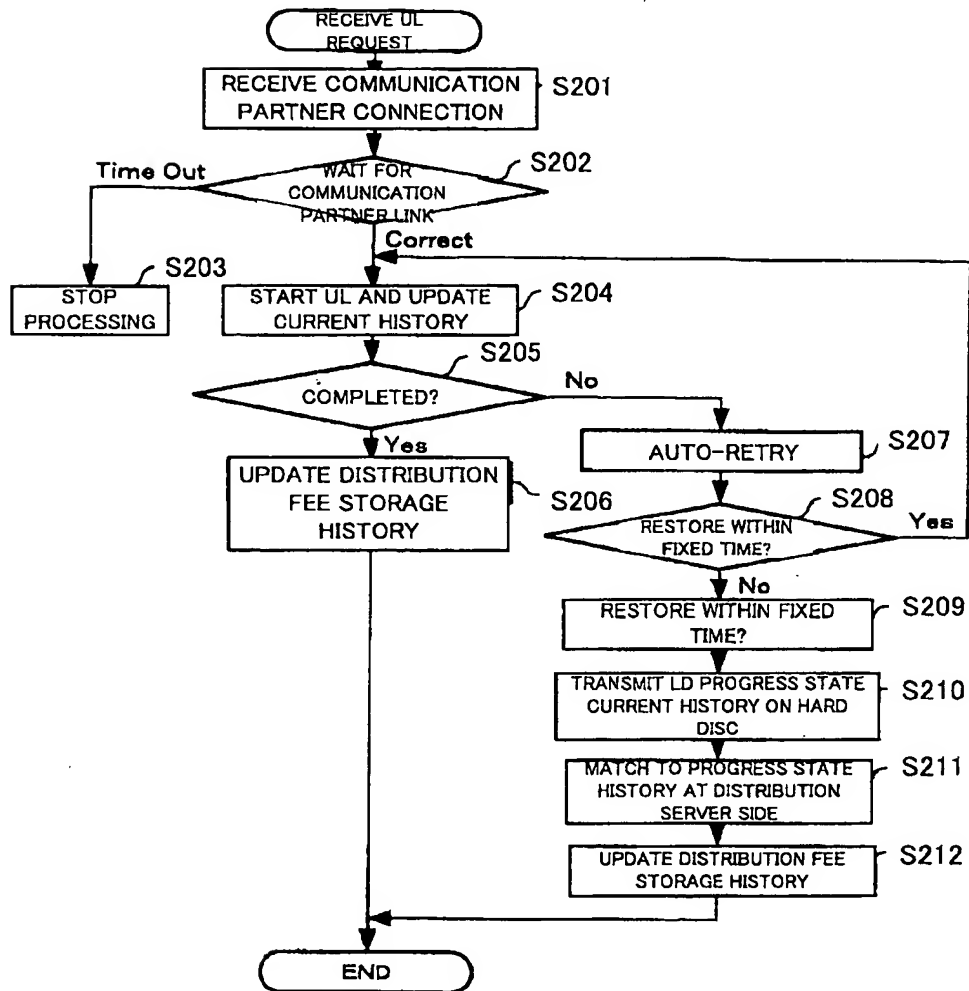 RECEIVE UL
REQUEST
RECEIVE COMMUNICATION
PARTNER CONNECTION
S201
Time Out
WAIT FOR
COMMUNICATION
PARTNER LINK
S202
Correct
S203
STOP
PROCESSING
START UL AND UPDATE
CURRENT HISTORY
S204
S205
COMPLETED?
No
Yes
AUTO-RETRY
S207
UPDATE DISTRIBUTION
FEE STORAGE
HISTORY
S206
S208
RESTORE WITHIN
FIXED TIME?
Yes
No
RESTORE WITHIN FIXED
TIME?
S209
TRANSMIT LD PROGRESS STATE
CURRENT HISTORY ON HARD
DISC
S210
MATCH TO PROGRESS STATE
HISTORY AT DISTRIBUTION
SERVER SIDE
S211
UPDATE DISTRIBUTION FEE
STORAGE HISTORY
S212
END